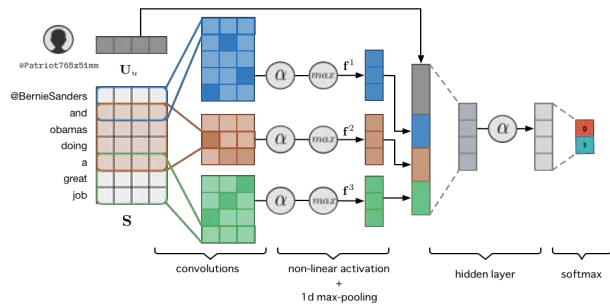 @Patriot765x51mm
U_u
@BernieSanders
and
obamas
doing
a
great
job
S
α
max
f^1
α
max
f^2
α
max
f^3
α
0
1
convolutions
non-linear activation
+
1d max-pooling
hidden layer
softmax